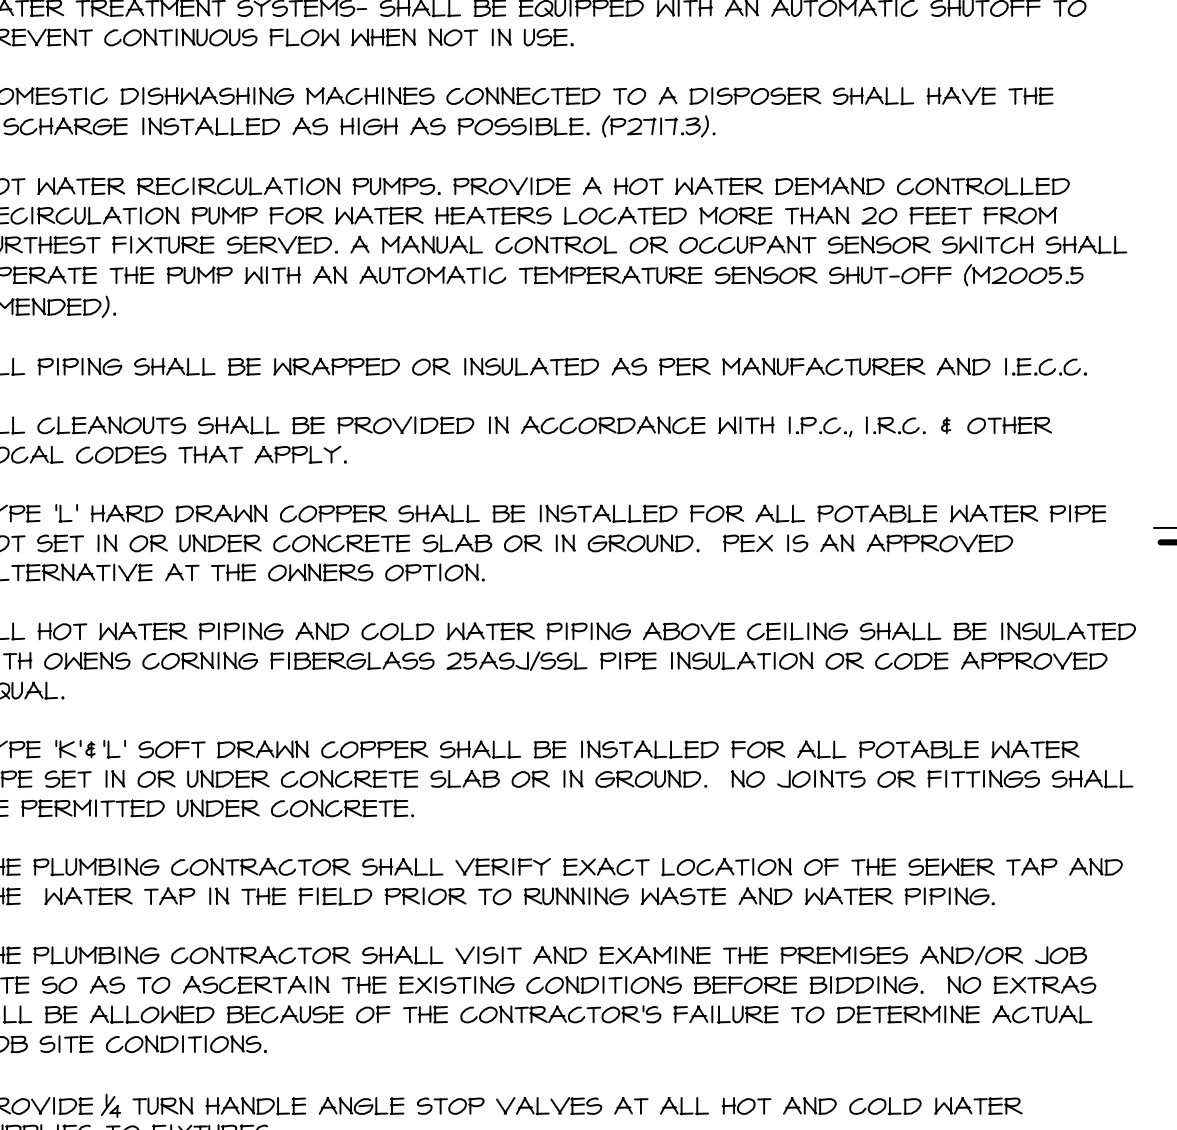 ATER TREATMENT SYSTEMS- SHALL BE EQUIPPED WITH AN AUTOMATIC SHUTOFF TO
REVENT CONTINUOUS FLOW WHEN NOT IN USE.
OMESTIC DISHWASHING MACHINES CONNECTED TO A DISPOSER SHALL HAVE THE
ISCHARGE INSTALLED AS HIGH AS POSSIBLE. (P2717.3).
OT WATER RECIRCULATION PUMPS. PROVIDE A HOT WATER DEMAND CONTROLLED
ECIRCULATION PUMP FOR WATER HEATERS LOCATED MORE THAN 20 FEET FROM
URTHEST FIXTURE SERVED. A MANUAL CONTROL OR OCCUPANT SENSOR SWITCH SHALL
PERATE THE PUMP WITH AN AUTOMATIC TEMPERATURE SENSOR SHUT-OFF (M2005.5
MENDED).
LL PIPING SHALL BE WRAPPED OR INSULATED AS PER MANUFACTURER AND I.E.C.C.
LL CLEANOUTS SHALL BE PROVIDED IN ACCORDANCE WITH I.P.C., I.R.C. & OTHER
OCAL CODES THAT APPLY.
YPE 'L' HARD DRAWN COPPER SHALL BE INSTALLED FOR ALL POTABLE WATER PIPE
OT SET IN OR UNDER CONCRETE SLAB OR IN GROUND. PEX IS AN APPROVED
LTERNATIVE AT THE OWNERS OPTION.
LL HOT WATER PIPING AND COLD WATER PIPING ABOVE CEILING SHALL BE INSULATED
ITH OWENS CORNING FIBERGLASS 25ASJ/SSL PIPE INSULATION OR CODE APPROVED
QUAL.
YPE 'K'&'L' SOFT DRAWN COPPER SHALL BE INSTALLED FOR ALL POTABLE WATER
IPE SET IN OR UNDER CONCRETE SLAB OR IN GROUND. NO JOINTS OR FITTINGS SHALL
E PERMITTED UNDER CONCRETE.
HE PLUMBING CONTRACTOR SHALL VERIFY EXACT LOCATION OF THE SEWER TAP AND
HE WATER TAP IN THE FIELD PRIOR TO RUNNING WASTE AND WATER PIPING.
HE PLUMBING CONTRACTOR SHALL VISIT AND EXAMINE THE PREMISES AND/OR JOB
ITE SO AS TO ASCERTAIN THE EXISTING CONDITIONS BEFORE BIDDING. NO EXTRAS
ILL BE ALLOWED BECAUSE OF THE CONTRACTOR'S FAILURE TO DETERMINE ACTUAL
OB SITE CONDITIONS.
ROVIDE ¼ TURN HANDLE ANGLE STOP VALVES AT ALL HOT AND COLD WATER
UPPLIES TO FIXTURES